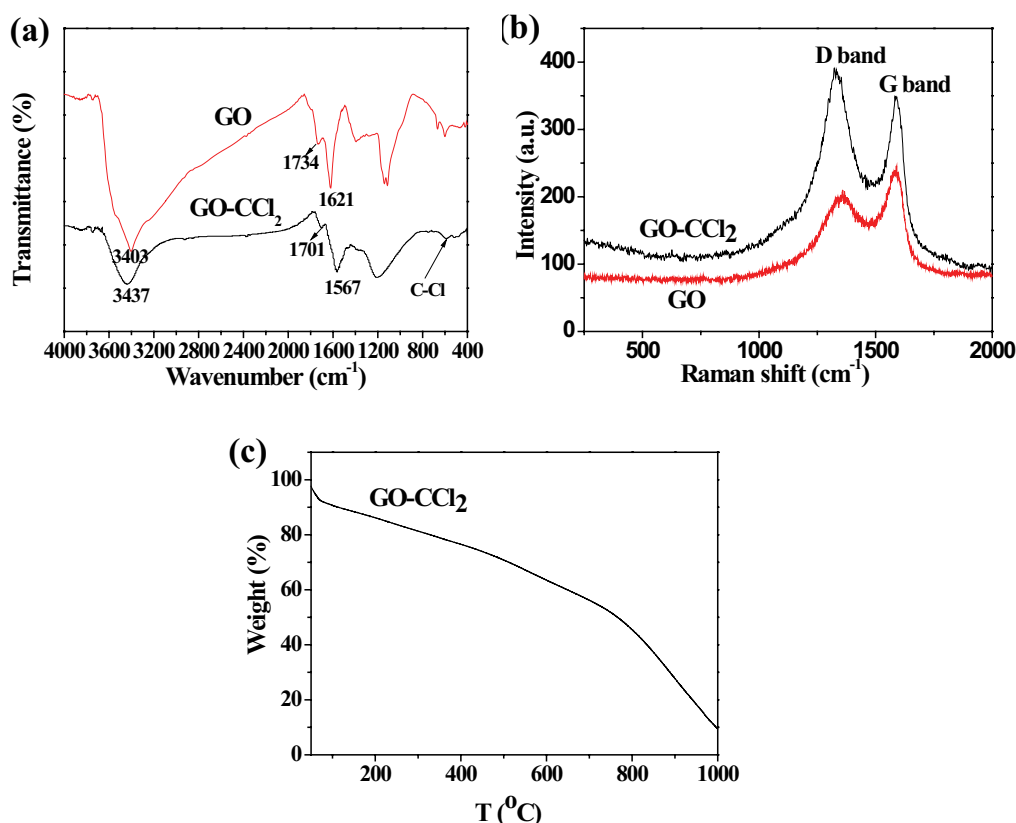 (a)
GO
1734
1621
GO-CCl2
1701
3403
3437
1567
C-Cl
4000 3600 3200 2800 2400 2000 1600 1200 800 400
Wavenumber (cm-1)
Transmittance (%)
(b)
D band
G band
400
300
200
100
0
GO-CCl2
GO
500 1000 1500 2000
Raman shift (cm-1)
Intensity (a.u.)
(c)
GO-CCl2
100
80
60
40
20
0
200 400 600 800 1000
T (oC)
Weight (%)